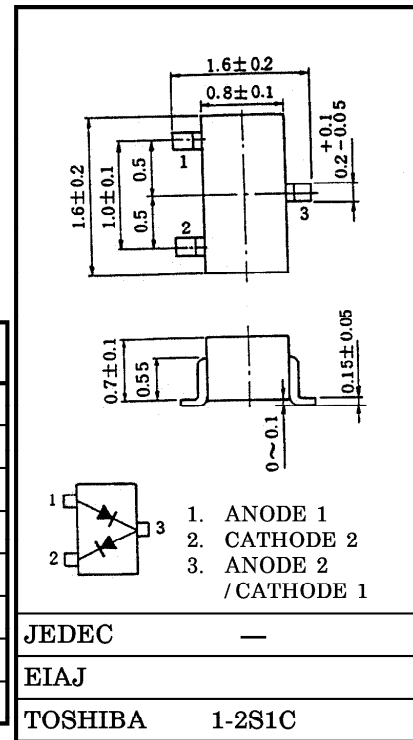 1.6±0.2
0.8±0.1
+0.1
0.2-0.05
1.6±0.2
1.0±0.1
0.5
0.5
1
2
3
0.7±0.1
0.55
0~0.1
0.15±0.05
1
2
3
1. ANODE 1
2. CATHODE 2
3. ANODE 2
/CATHODE 1
JEDEC —
EIAJ
TOSHIBA 1-2S1C